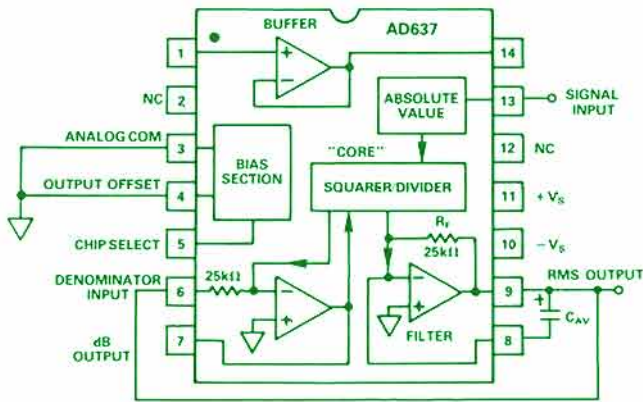 BUFFER
AD637
1
14
ABSOLUTE
VALUE
13
SIGNAL
INPUT
NC
2
12
NC
ANALOG COM
3
BIAS
SECTION
"CORE"
SQUARER/DIVIDER
11
+ Vs
OUTPUT OFFSET
4
CHIP SELECT
5
RF
25kΩ
10
– Vs
DENOMINATOR
INPUT
6
25kΩ
9
RMS OUTPUT
dB
OUTPUT
7
FILTER
8
CAV